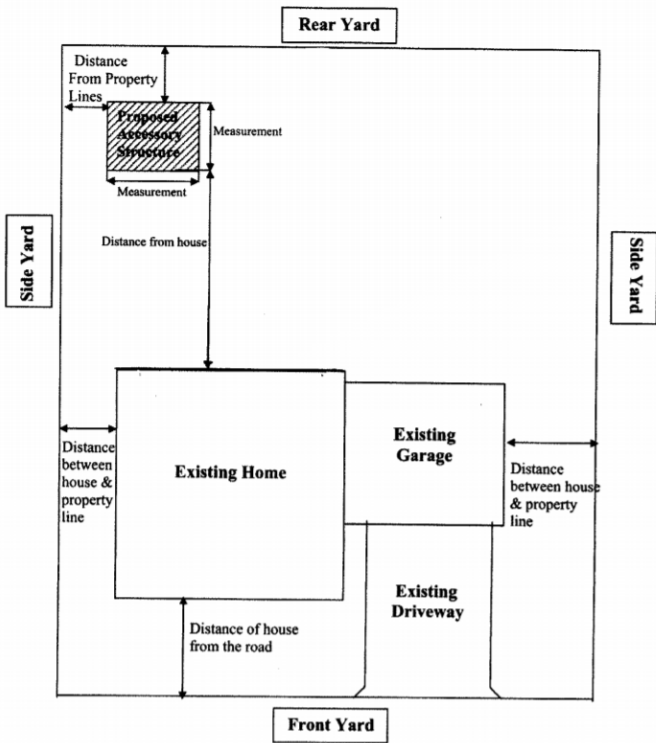 Rear Yard
Distance
From Property
Lines
Proposed
Accessory
Structure
Measurement
Measurement
Distance from house
Side Yard
Side Yard
Existing
Garage
Existing Home
Distance
between
house &
property
line
Distance
between house
& property
line
Existing
Driveway
Distance of house
from the road
Front Yard